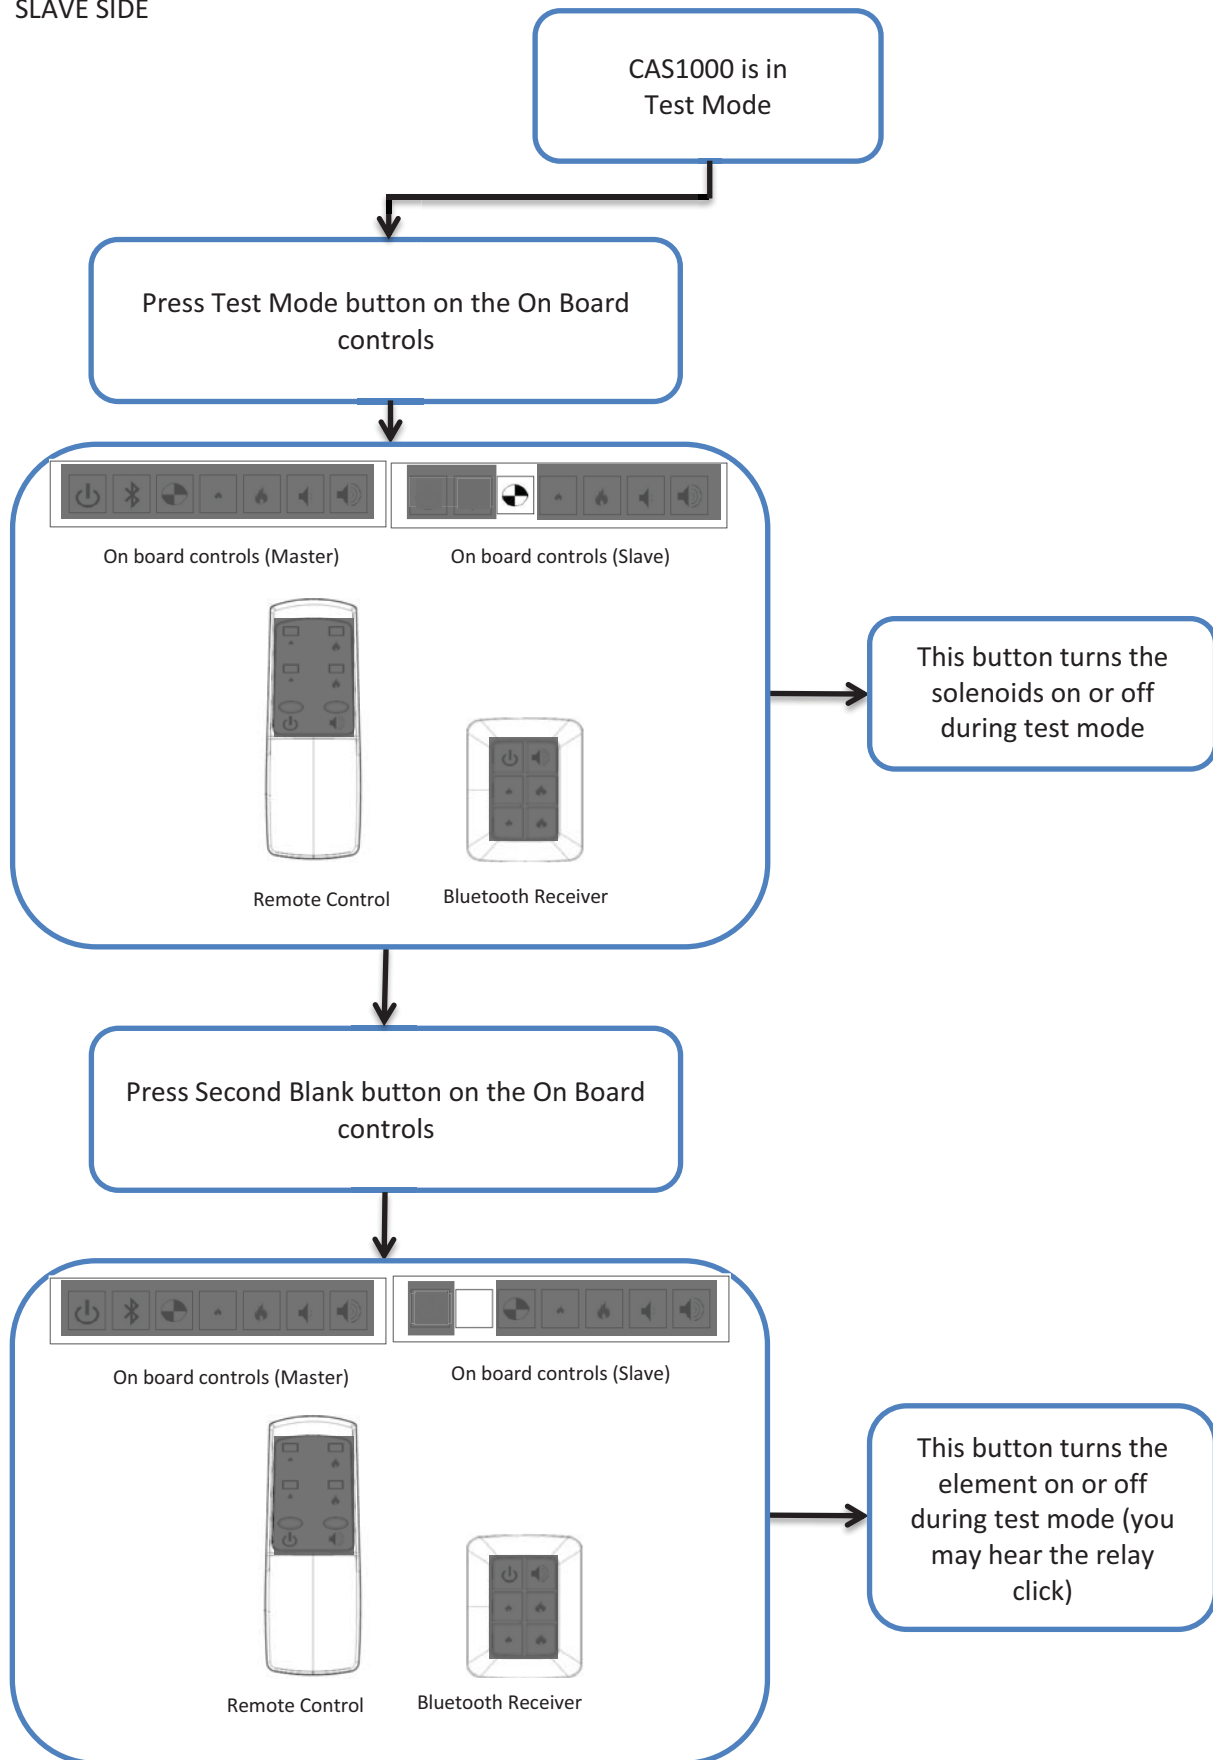 SLAVE SIDE
CAS1000 is in
Test Mode
Press Test Mode button on the On Board
controls
On board controls (Master)
On board controls (Slave)
This button turns the
solenoids on or off
during test mode
Remote Control
Bluetooth Receiver
Press Second Blank button on the On Board
controls
On board controls (Master)
On board controls (Slave)
This button turns the
element on or off
during test mode (you
may hear the relay
click)
Remote Control
Bluetooth Receiver